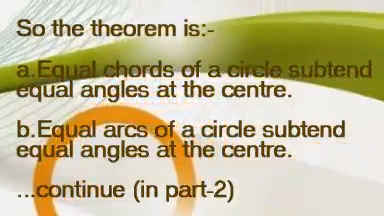 So the theorem is:-
a.Equal chords of a circle subtend
equal angles at the centre.
b.Equal arcs of a circle subtend
equal angles at the centre.
...continue (in part-2)